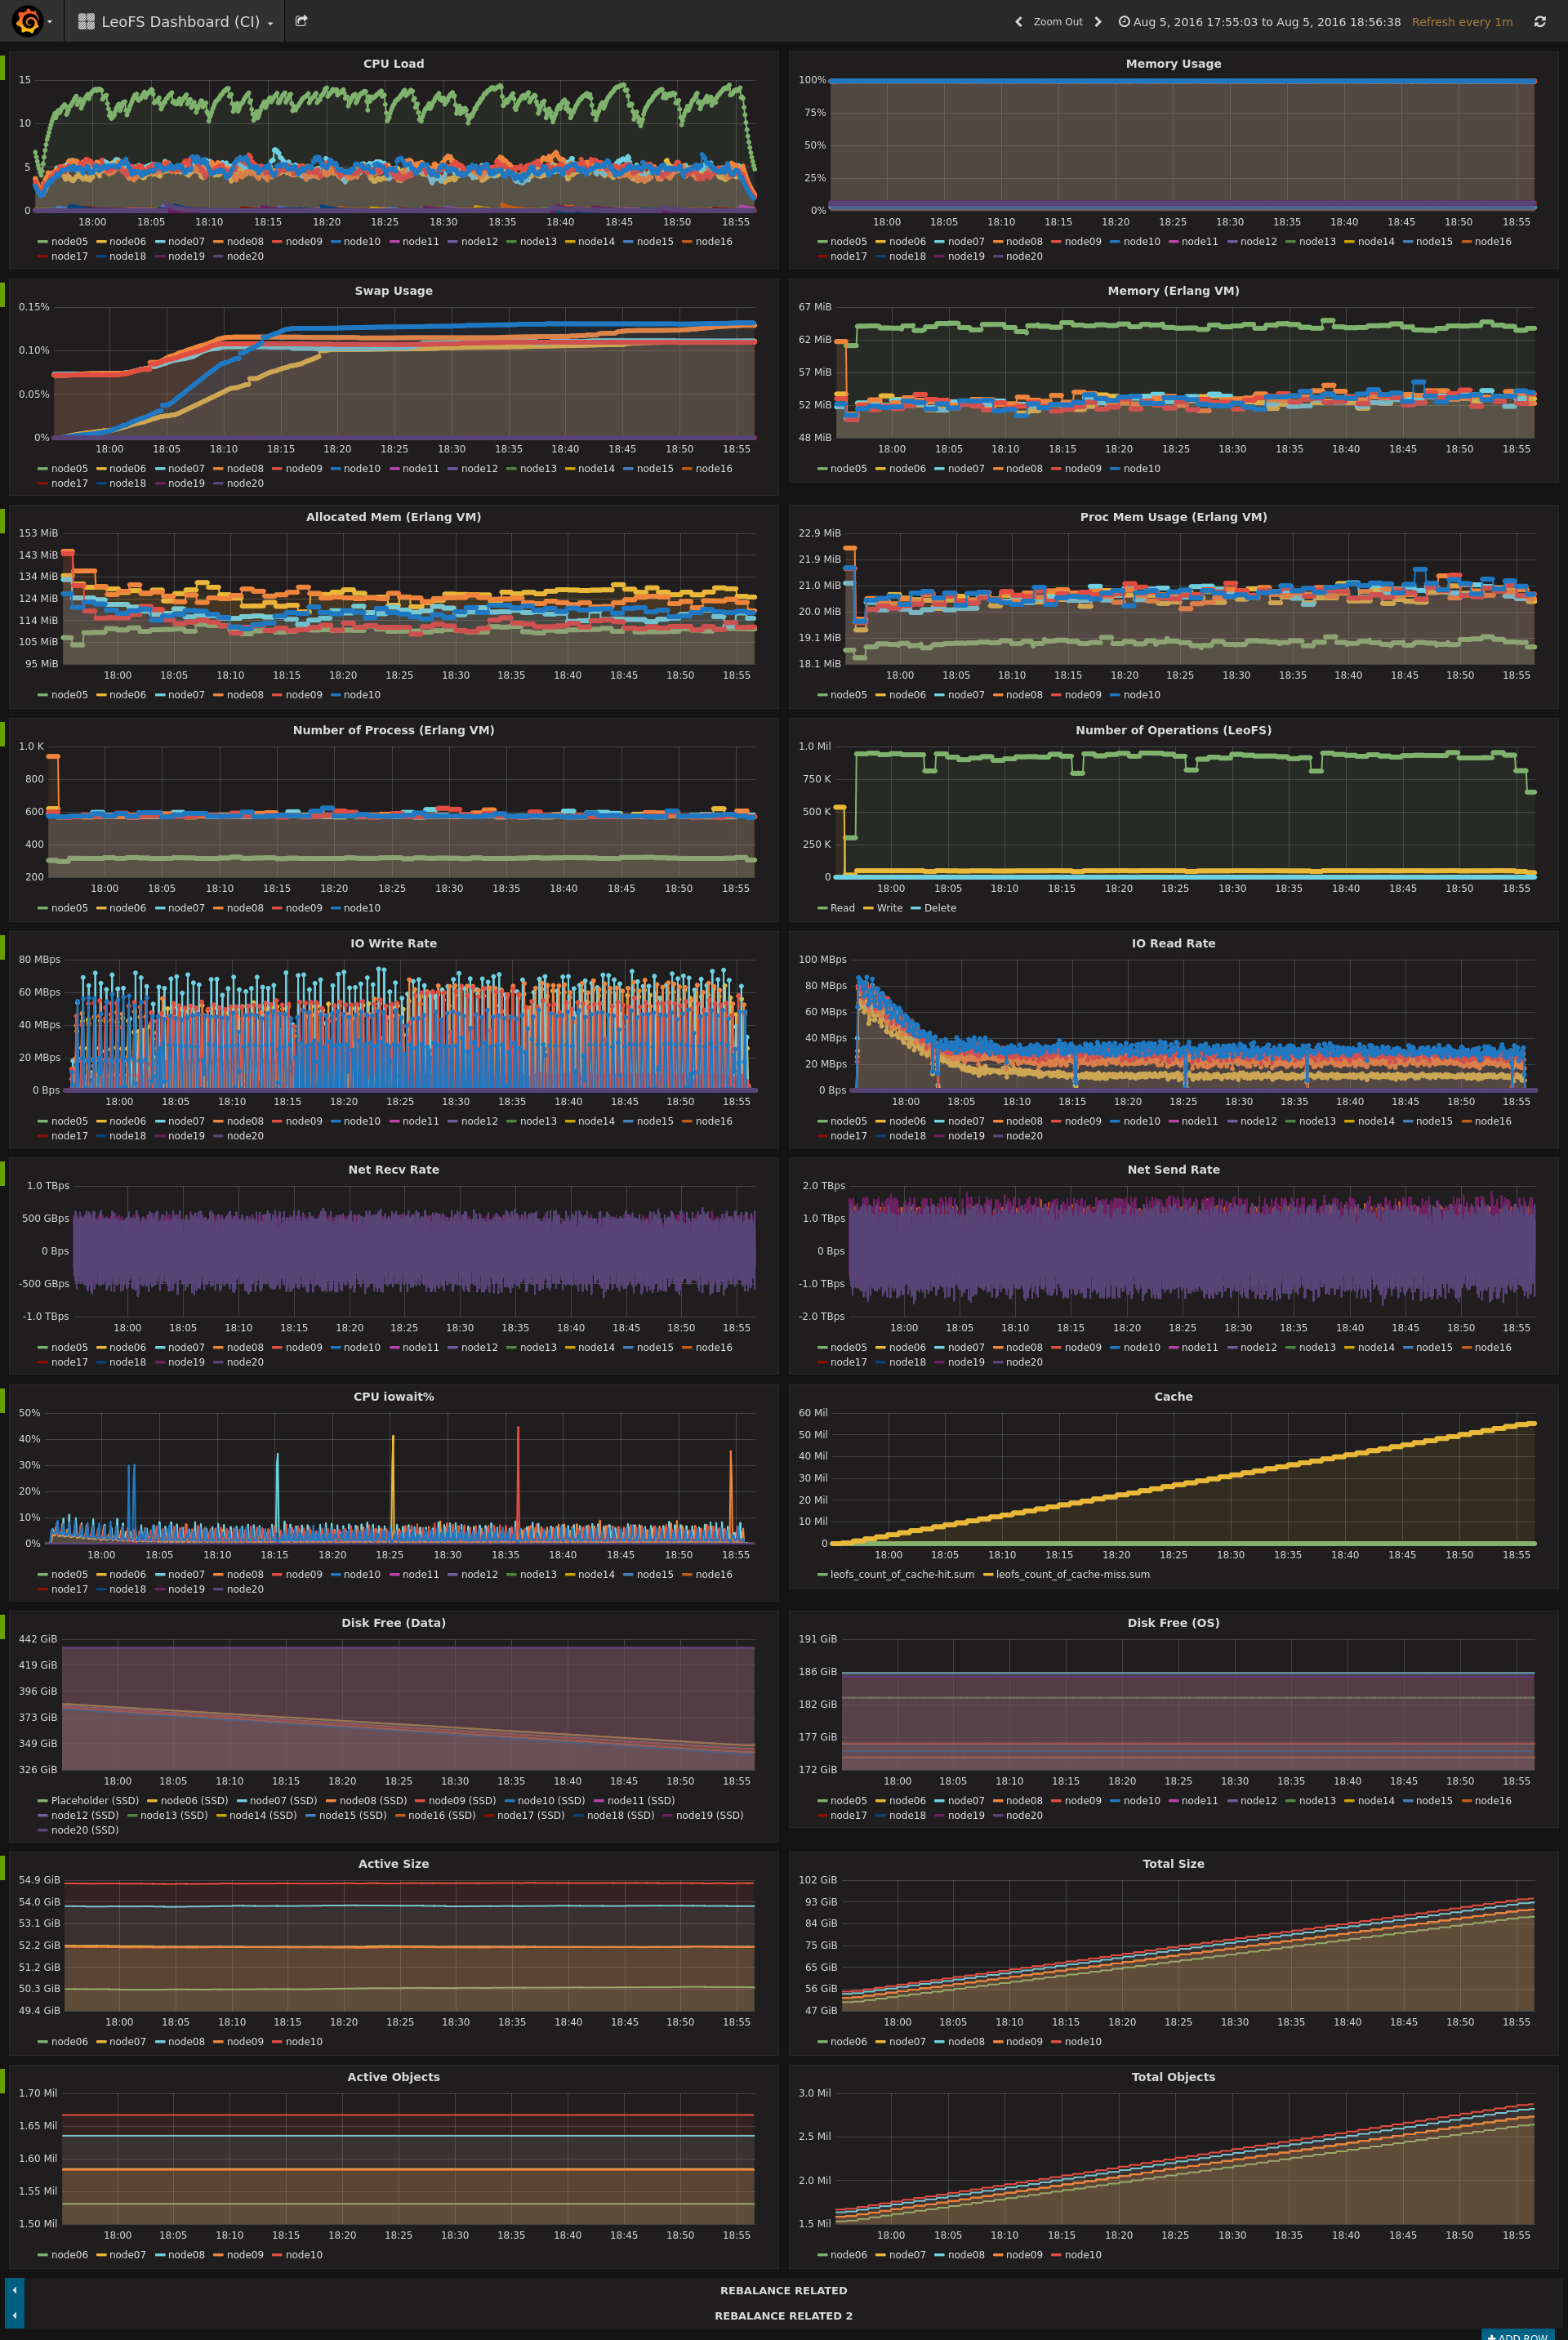 LeoFS Dashboard (CI)
Zoom Out
Aug 5, 2016 17:55:03 to Aug 5, 2016 18:56:38
Refresh every 1m
CPU Load
15
10
5
0
18:00 18:05 18:10 18:15 18:20 18:25 18:30 18:35 18:40 18:45 18:50 18:55
node05 node06 node07 node08 node09 node10 node11 node12 node13 node14 node15 node16
node17 node18 node19 node20
Memory Usage
100%
75%
50%
25%
0%
18:00 18:05 18:10 18:15 18:20 18:25 18:30 18:35 18:40 18:45 18:50 18:55
node05 node06 node07 node08 node09 node10 node11 node12 node13 node14 node15 node16
node17 node18 node19 node20
Swap Usage
0.15%
0.10%
0.05%
0%
18:00 18:05 18:10 18:15 18:20 18:25 18:30 18:35 18:40 18:45 18:50 18:55
node05 node06 node07 node08 node09 node10 node11 node12 node13 node14 node15 node16
node17 node18 node19 node20
Memory (Erlang VM)
67 MiB
62 MiB
57 MiB
52 MiB
48 MiB
18:00 18:05 18:10 18:15 18:20 18:25 18:30 18:35 18:40 18:45 18:50 18:55
node05 node06 node07 node08 node09 node10
Allocated Mem (Erlang VM)
153 MiB
143 MiB
134 MiB
124 MiB
114 MiB
105 MiB
95 MiB
18:00 18:05 18:10 18:15 18:20 18:25 18:30 18:35 18:40 18:45 18:50 18:55
node05 node06 node07 node08 node09 node10
Proc Mem Usage (Erlang VM)
22.9 MiB
21.9 MiB
21.0 MiB
20.0 MiB
19.1 MiB
18.1 MiB
18:00 18:05 18:10 18:15 18:20 18:25 18:30 18:35 18:40 18:45 18:50 18:55
node05 node06 node07 node08 node09 node10
Number of Process (Erlang VM)
1.0 K
800
600
400
200
18:00 18:05 18:10 18:15 18:20 18:25 18:30 18:35 18:40 18:45 18:50 18:55
node05 node06 node07 node08 node09 node10
Number of Operations (LeoFS)
1.0 Mil
750 K
500 K
250 K
0
18:00 18:05 18:10 18:15 18:20 18:25 18:30 18:35 18:40 18:45 18:50 18:55
Read Write Delete
IO Write Rate
80 MBps
60 MBps
40 MBps
20 MBps
0 Bps
18:00 18:05 18:10 18:15 18:20 18:25 18:30 18:35 18:40 18:45 18:50 18:55
node05 node06 node07 node08 node09 node10 node11 node12 node13 node14 node15 node16
node17 node18 node19 node20
IO Read Rate
100 MBps
80 MBps
60 MBps
40 MBps
20 MBps
0 Bps
18:00 18:05 18:10 18:15 18:20 18:25 18:30 18:35 18:40 18:45 18:50 18:55
node05 node06 node07 node08 node09 node10 node11 node12 node13 node14 node15 node16
node17 node18 node19 node20
Net Recv Rate
1.0 TBps
500 GBps
0 Bps
-500 GBps
-1.0 TBps
18:00 18:05 18:10 18:15 18:20 18:25 18:30 18:35 18:40 18:45 18:50 18:55
node05 node06 node07 node08 node09 node10 node11 node12 node13 node14 node15 node16
node17 node18 node19 node20
Net Send Rate
2.0 TBps
1.0 TBps
0 Bps
-1.0 TBps
-2.0 TBps
18:00 18:05 18:10 18:15 18:20 18:25 18:30 18:35 18:40 18:45 18:50 18:55
node05 node06 node07 node08 node09 node10 node11 node12 node13 node14 node15 node16
node17 node18 node19 node20
CPU iowait%
50%
40%
30%
20%
10%
0%
18:00 18:05 18:10 18:15 18:20 18:25 18:30 18:35 18:40 18:45 18:50 18:55
node05 node06 node07 node08 node09 node10 node11 node12 node13 node14 node15 node16
node17 node18 node19 node20
Cache
60 Mil
50 Mil
40 Mil
30 Mil
20 Mil
10 Mil
0
18:00 18:05 18:10 18:15 18:20 18:25 18:30 18:35 18:40 18:45 18:50 18:55
leofs_count_of_cache-hit.sum leofs_count_of_cache-miss.sum
Disk Free (Data)
442 GiB
419 GiB
396 GiB
373 GiB
349 GiB
326 GiB
18:00 18:05 18:10 18:15 18:20 18:25 18:30 18:35 18:40 18:45 18:50 18:55
Placeholder (SSD) node06 (SSD) node07 (SSD) node08 (SSD) node09 (SSD) node10 (SSD) node11 (SSD)
node12 (SSD) node13 (SSD) node14 (SSD) node15 (SSD) node16 (SSD) node17 (SSD) node18 (SSD) node19 (SSD)
node20 (SSD)
Disk Free (OS)
191 GiB
186 GiB
182 GiB
177 GiB
172 GiB
18:00 18:05 18:10 18:15 18:20 18:25 18:30 18:35 18:40 18:45 18:50 18:55
node05 node06 node07 node08 node09 node10 node11 node12 node13 node14 node15 node16
node17 node18 node19 node20
Active Size
54.9 GiB
54.0 GiB
53.1 GiB
52.2 GiB
51.2 GiB
50.3 GiB
49.4 GiB
18:00 18:05 18:10 18:15 18:20 18:25 18:30 18:35 18:40 18:45 18:50 18:55
node06 node07 node08 node09 node10
Total Size
102 GiB
93 GiB
84 GiB
75 GiB
65 GiB
56 GiB
47 GiB
18:00 18:05 18:10 18:15 18:20 18:25 18:30 18:35 18:40 18:45 18:50 18:55
node06 node07 node08 node09 node10
Active Objects
1.70 Mil
1.65 Mil
1.60 Mil
1.55 Mil
1.50 Mil
18:00 18:05 18:10 18:15 18:20 18:25 18:30 18:35 18:40 18:45 18:50 18:55
node06 node07 node08 node09 node10
Total Objects
3.0 Mil
2.5 Mil
2.0 Mil
1.5 Mil
18:00 18:05 18:10 18:15 18:20 18:25 18:30 18:35 18:40 18:45 18:50 18:55
node06 node07 node08 node09 node10
REBALANCE RELATED
REBALANCE RELATED 2
ADD ROW